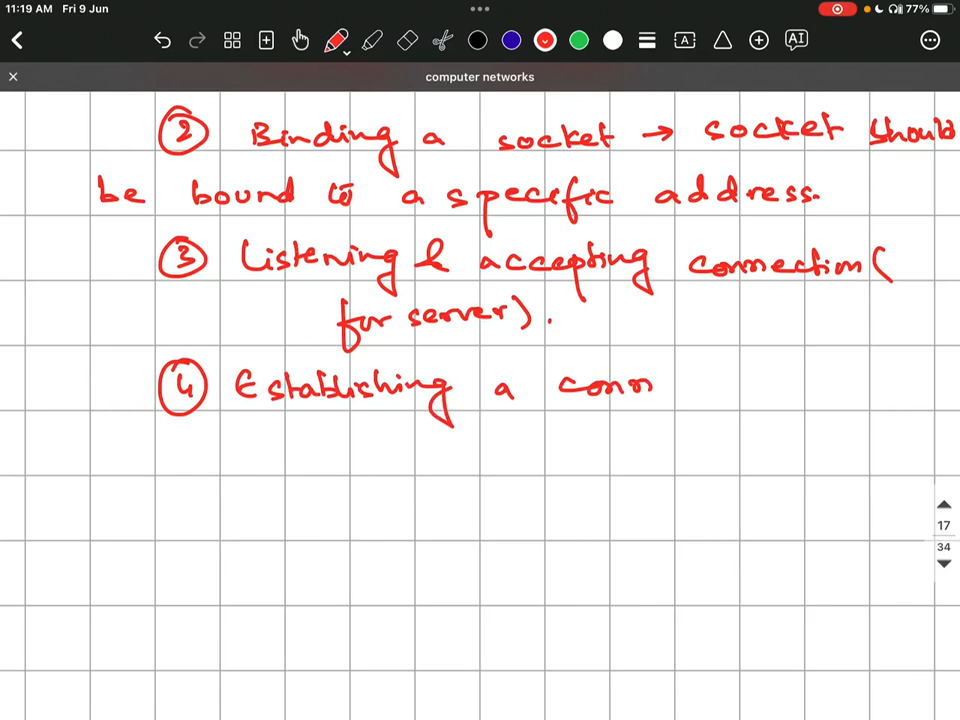 11:19 AM Fri 9 Jun
77%
A
AI
computer networks
② Binding a socket → socket should
be bound to a specific address.
③ Listening & accepting connection(
for server).
④ Establishing a conn
17
34